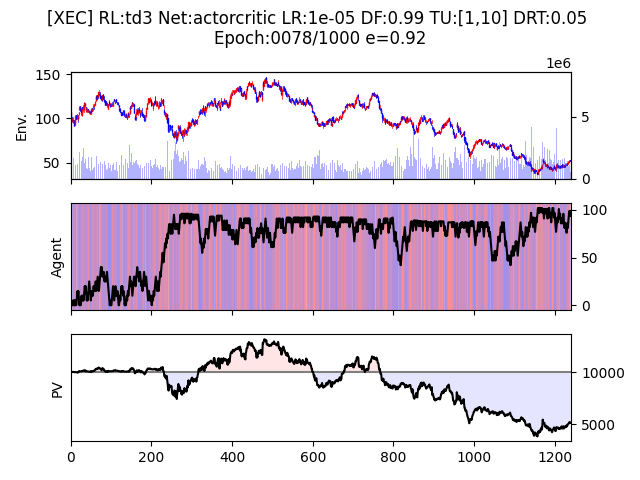 [XEC] RL:td3 Net:actorcritic LR:1e-05 DF:0.99 TU:[1,10] DRT:0.05
Epoch:0078/1000 e=0.92
1e6
150
100
50
Env.
5
0
Agent
100
50
0
PV
10000
5000
0 200 400 600 800 1000 1200